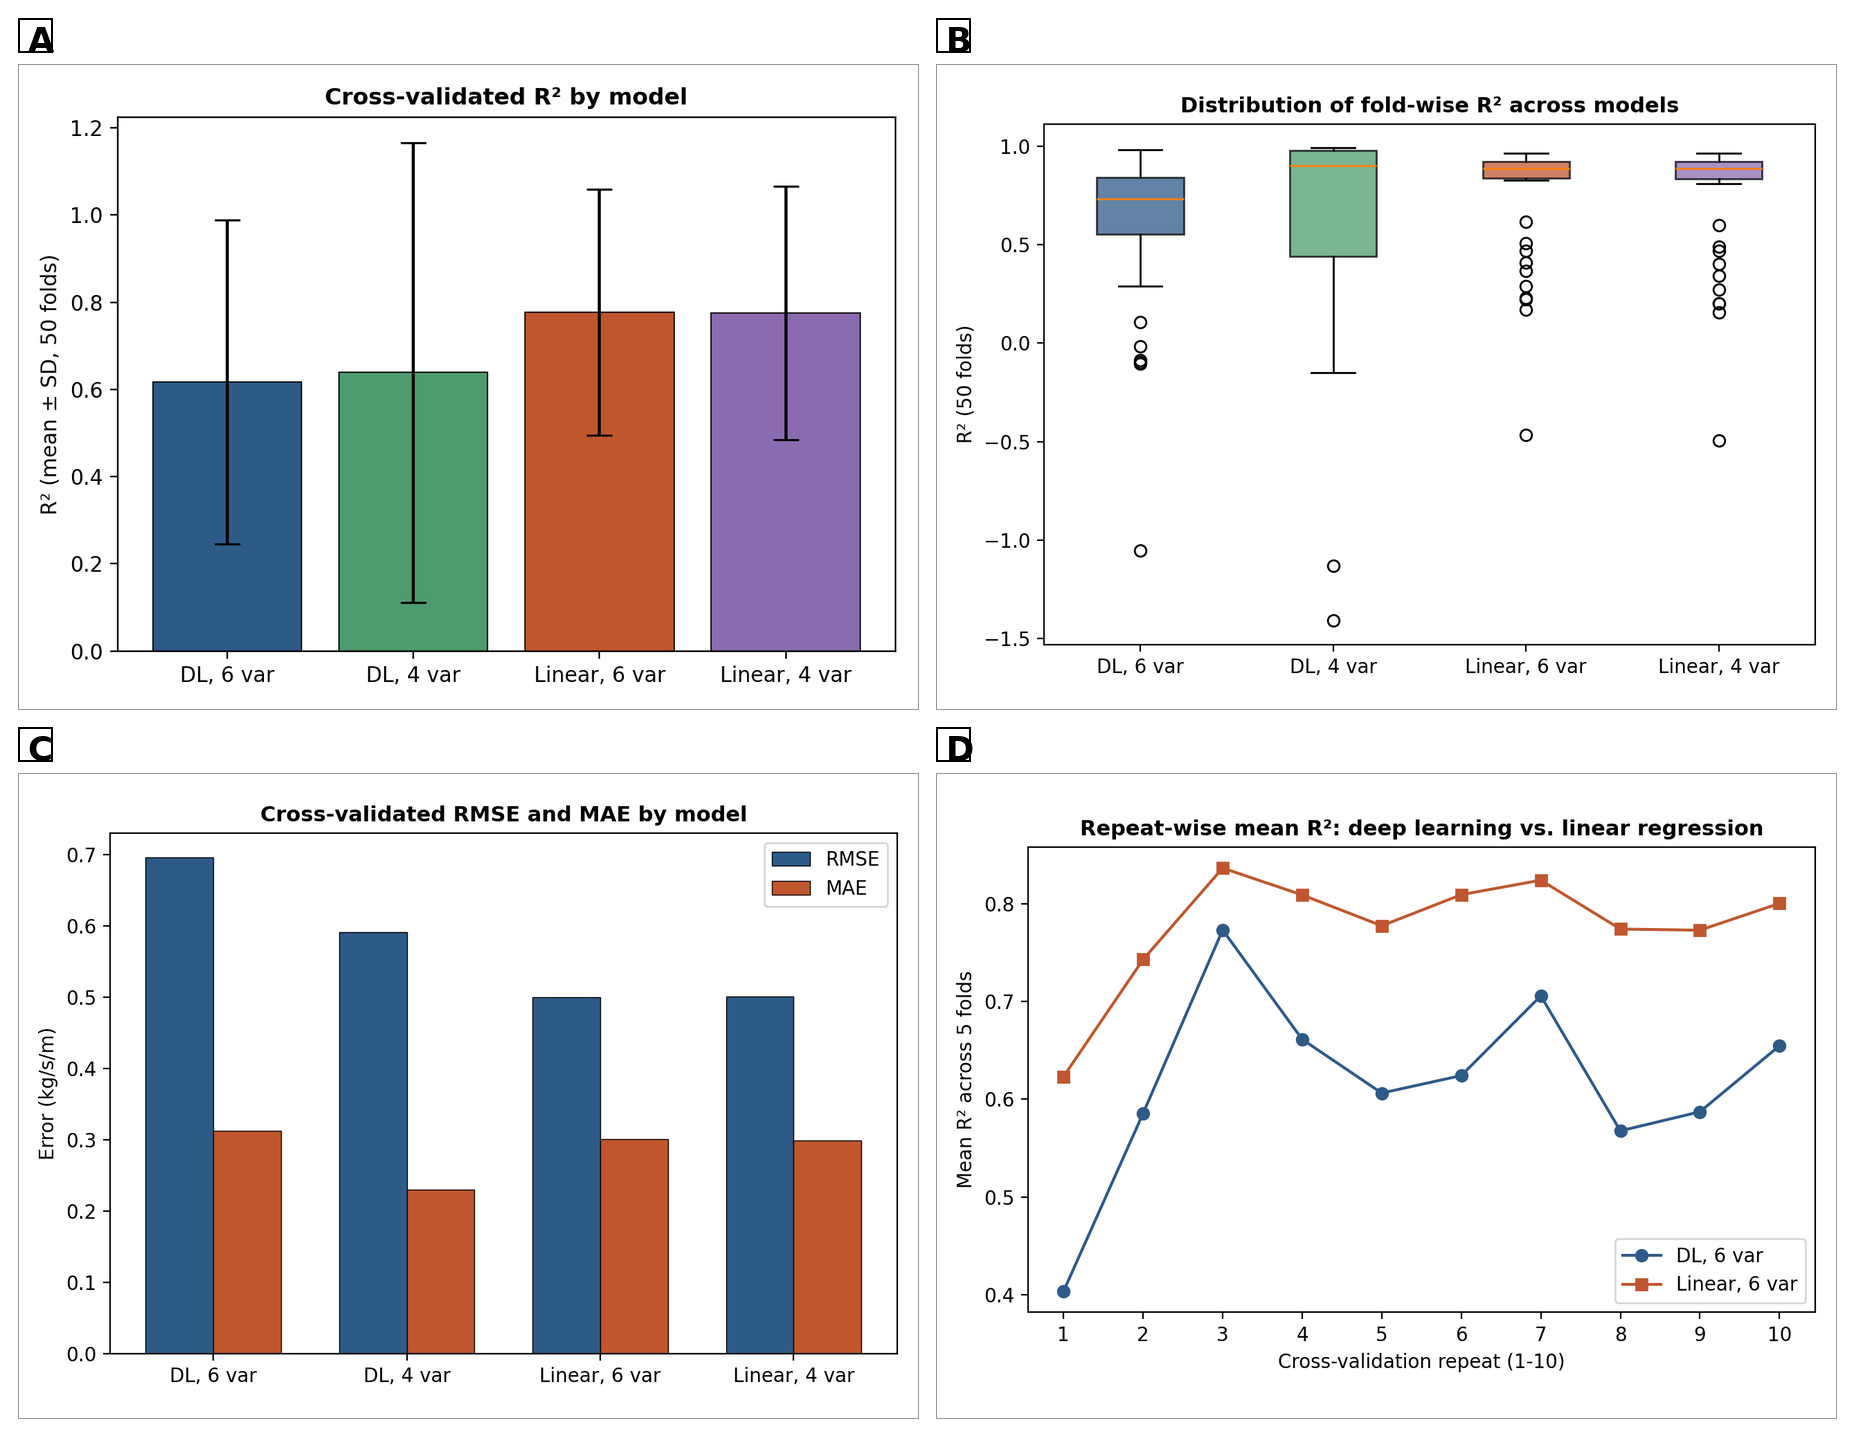 A
Cross-validated R² by model
R² (mean ± SD, 50 folds)
1.2
1.0
0.8
0.6
0.4
0.2
0.0
DL, 6 var
DL, 4 var
Linear, 6 var
Linear, 4 var
B
Distribution of fold-wise R² across models
R² (50 folds)
1.0
0.5
0.0
−0.5
−1.0
−1.5
DL, 6 var
DL, 4 var
Linear, 6 var
Linear, 4 var
C
Cross-validated RMSE and MAE by model
Error (kg/s/m)
0.7
0.6
0.5
0.4
0.3
0.2
0.1
0.0
RMSE
MAE
DL, 6 var
DL, 4 var
Linear, 6 var
Linear, 4 var
D
Repeat-wise mean R²: deep learning vs. linear regression
Mean R² across 5 folds
0.8
0.7
0.6
0.5
0.4
DL, 6 var
Linear, 6 var
1 2 3 4 5 6 7 8 9 10
Cross-validation repeat (1-10)